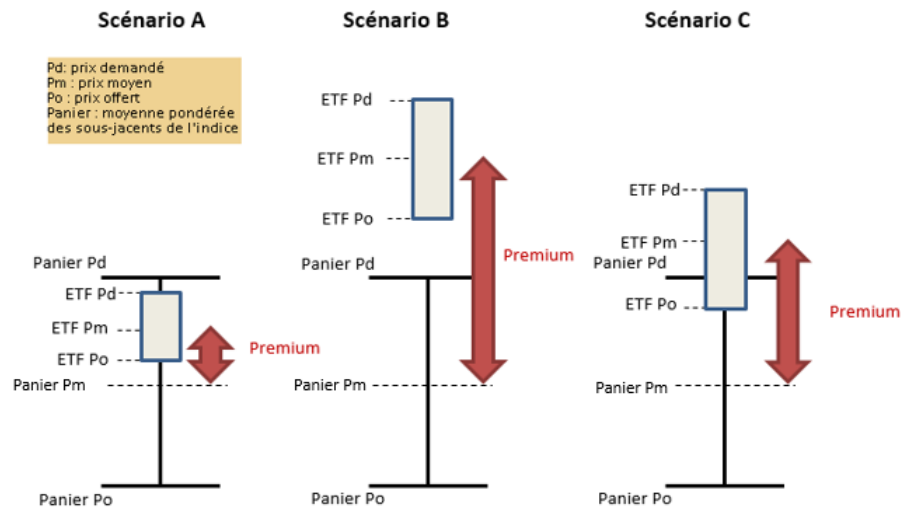 Scénario A
Scénario B
Scénario C
Pd: prix demandé
Pm : prix moyen
Po : prix offert
Panier : moyenne pondérée
des sous-jacents de l'indice
Panier Pd
ETF Pd
ETF Pm
ETF Po
Panier Pm
Panier Po
Premium
ETF Pd
ETF Pm
ETF Po
Panier Pd
Panier Pm
Panier Po
Premium
ETF Pd
ETF Pm
Panier Pd
ETF Po
Panier Pm
Panier Po
Premium